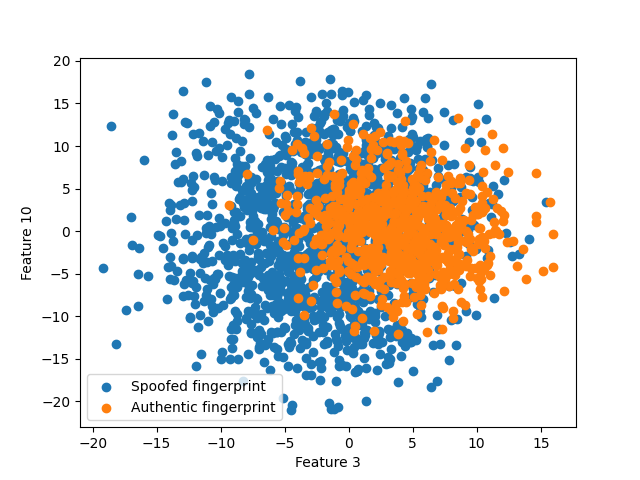 20
15
10
5
0
−5
−10
−15
−20
Feature 10
Spoofed fingerprint
Authentic fingerprint
−20 −15 −10 −5 0 5 10 15
Feature 3